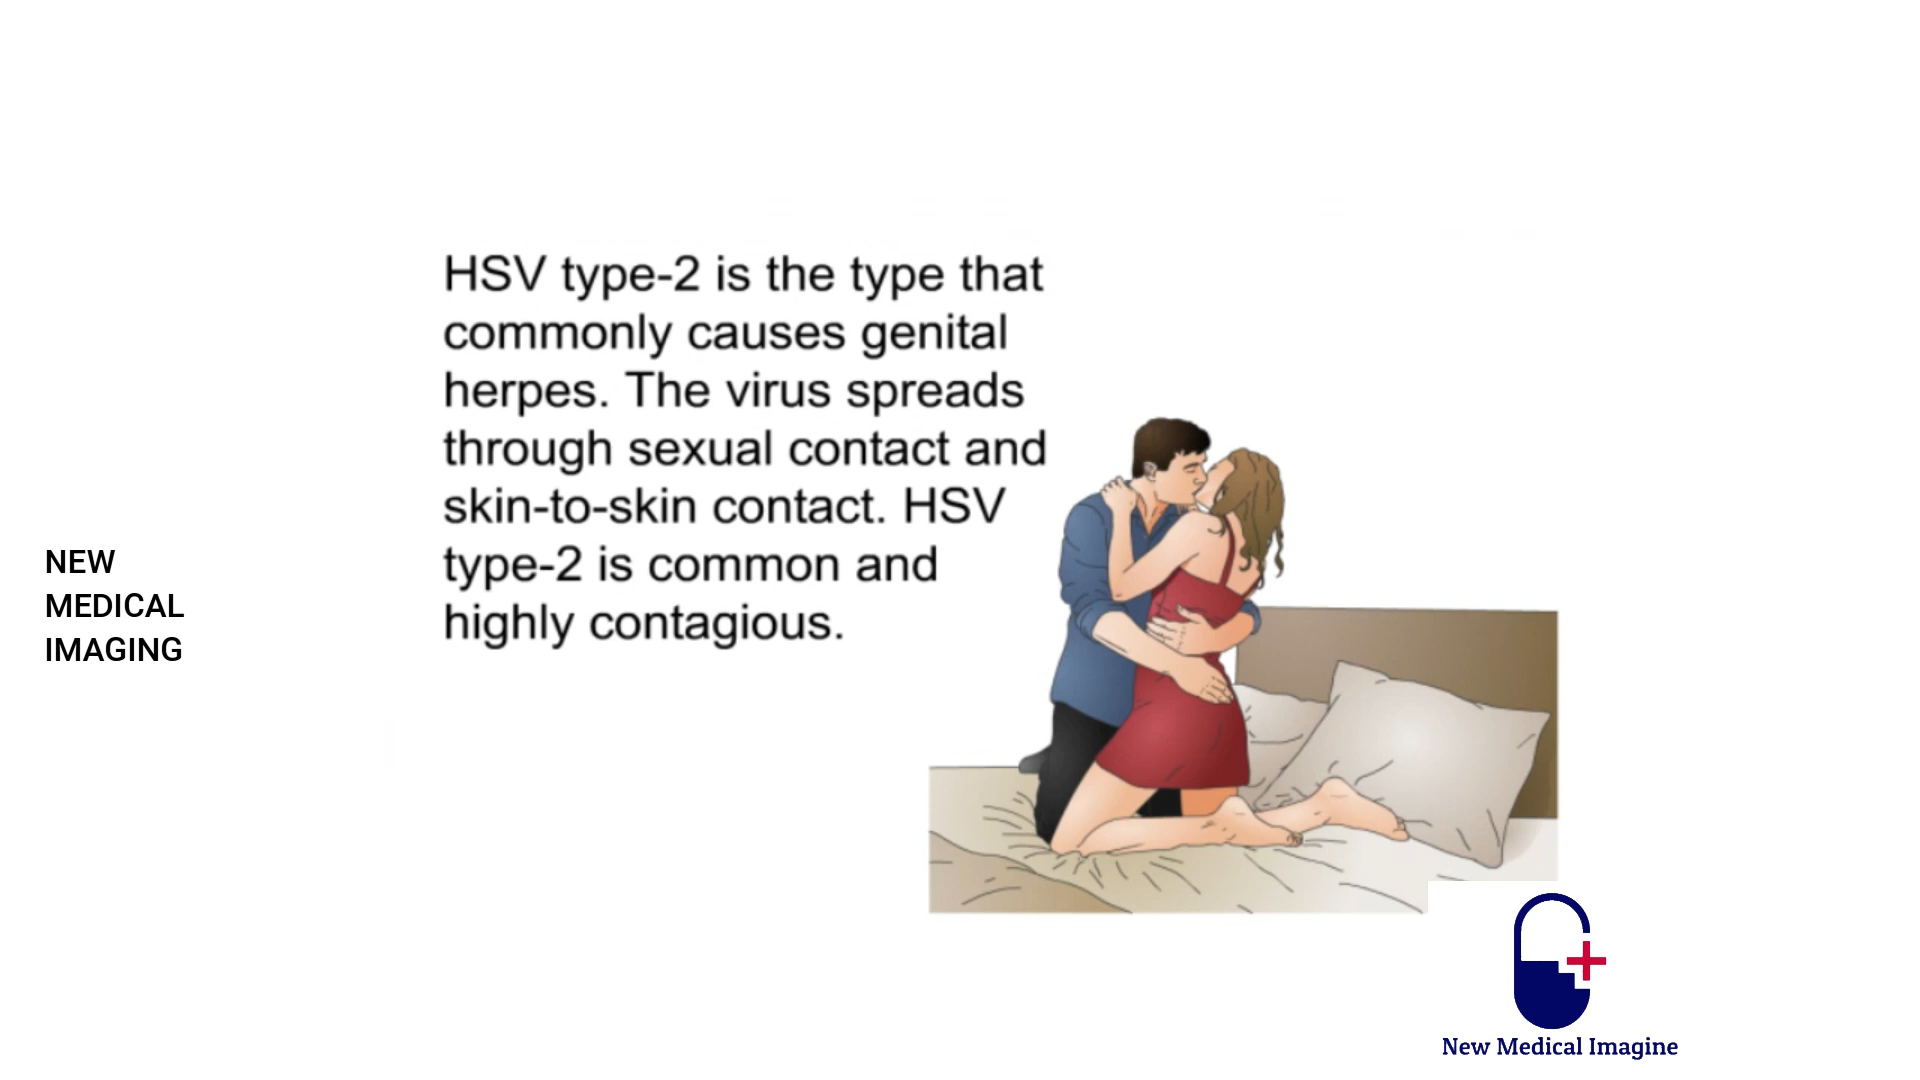 HSV type-2 is the type that
commonly causes genital
herpes. The virus spreads
through sexual contact and
skin-to-skin contact. HSV
type-2 is common and
highly contagious.
NEW
MEDICAL
IMAGING
New Medical Imagine